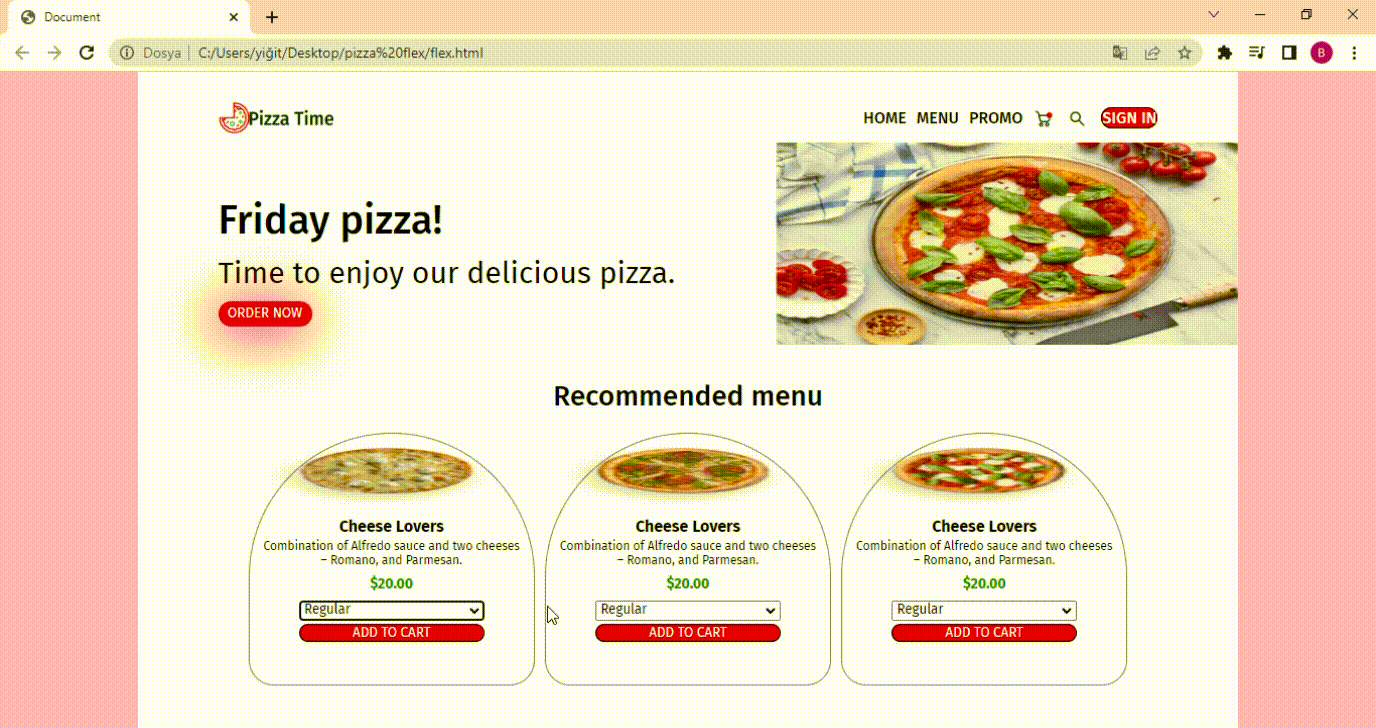 Document
Dosya | C:/Users/yiğit/Desktop/pizza%20flex/flex.html
B
Pizza Time
HOME MENU PROMO SIGN IN
Friday pizza!
Time to enjoy our delicious pizza.
ORDER NOW
Recommended menu
Cheese Lovers
Combination of Alfredo sauce and two cheeses
– Romano, and Parmesan.
$20.00
Regular
ADD TO CART
Cheese Lovers
Combination of Alfredo sauce and two cheeses
– Romano, and Parmesan.
$20.00
Regular
ADD TO CART
Cheese Lovers
Combination of Alfredo sauce and two cheeses
– Romano, and Parmesan.
$20.00
Regular
ADD TO CART